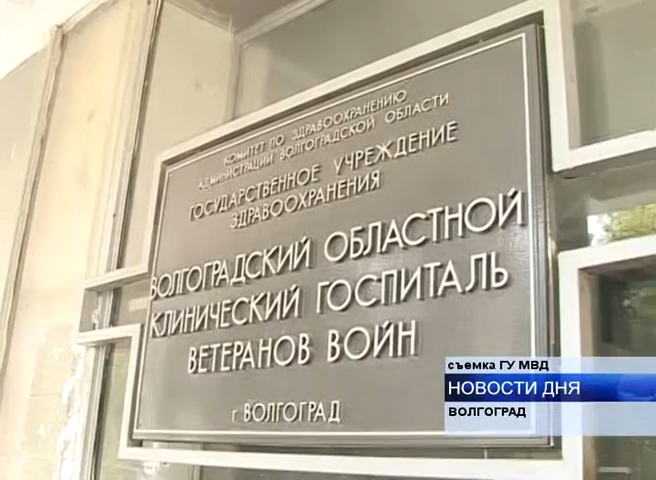 КОМИТЕТ ПО ЗДРАВООХРАНЕНИЮ
АДМИНИСТРАЦИИ ВОЛГОГРАДСКОЙ ОБЛАСТИ
ГОСУДАРСТВЕННОЕ УЧРЕЖДЕНИЕ
ЗДРАВООХРАНЕНИЯ
ВОЛГОГРАДСКИЙ ОБЛАСТНОЙ
КЛИНИЧЕСКИЙ ГОСПИТАЛЬ
ВЕТЕРАНОВ ВОЙН
г ВОЛГОГРАД
съемка ГУ МВД
НОВОСТИ ДНЯ
ВОЛГОГРАД